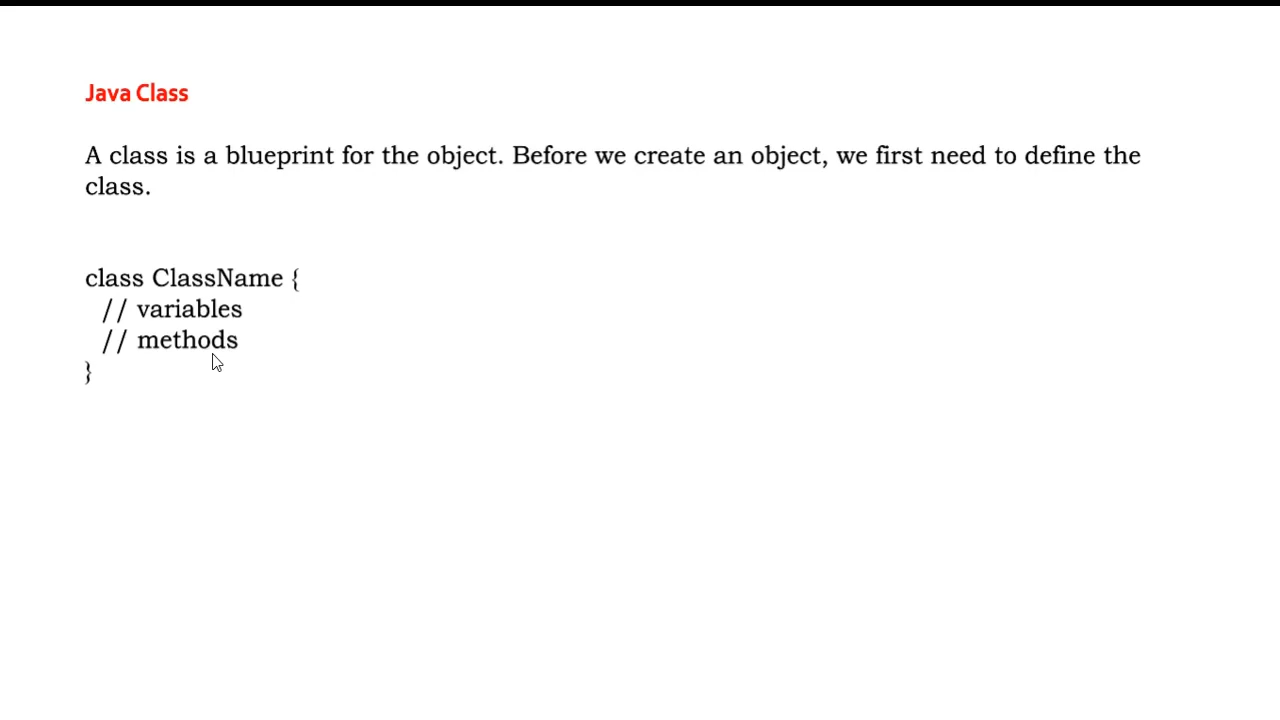 Java Class
A class is a blueprint for the object. Before we create an object, we first need to define the
class.
class ClassName {
// variables
// methods
}